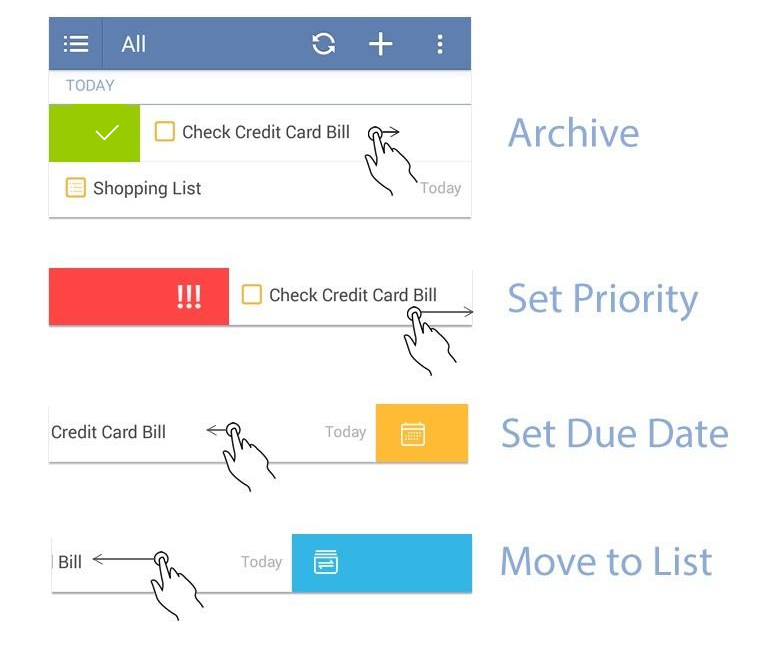 All
TODAY
Check Credit Card Bill
Archive
Shopping List
Today
!!!
Check Credit Card Bill
Set Priority
Credit Card Bill
Today
Set Due Date
Bill
Today
Move to List